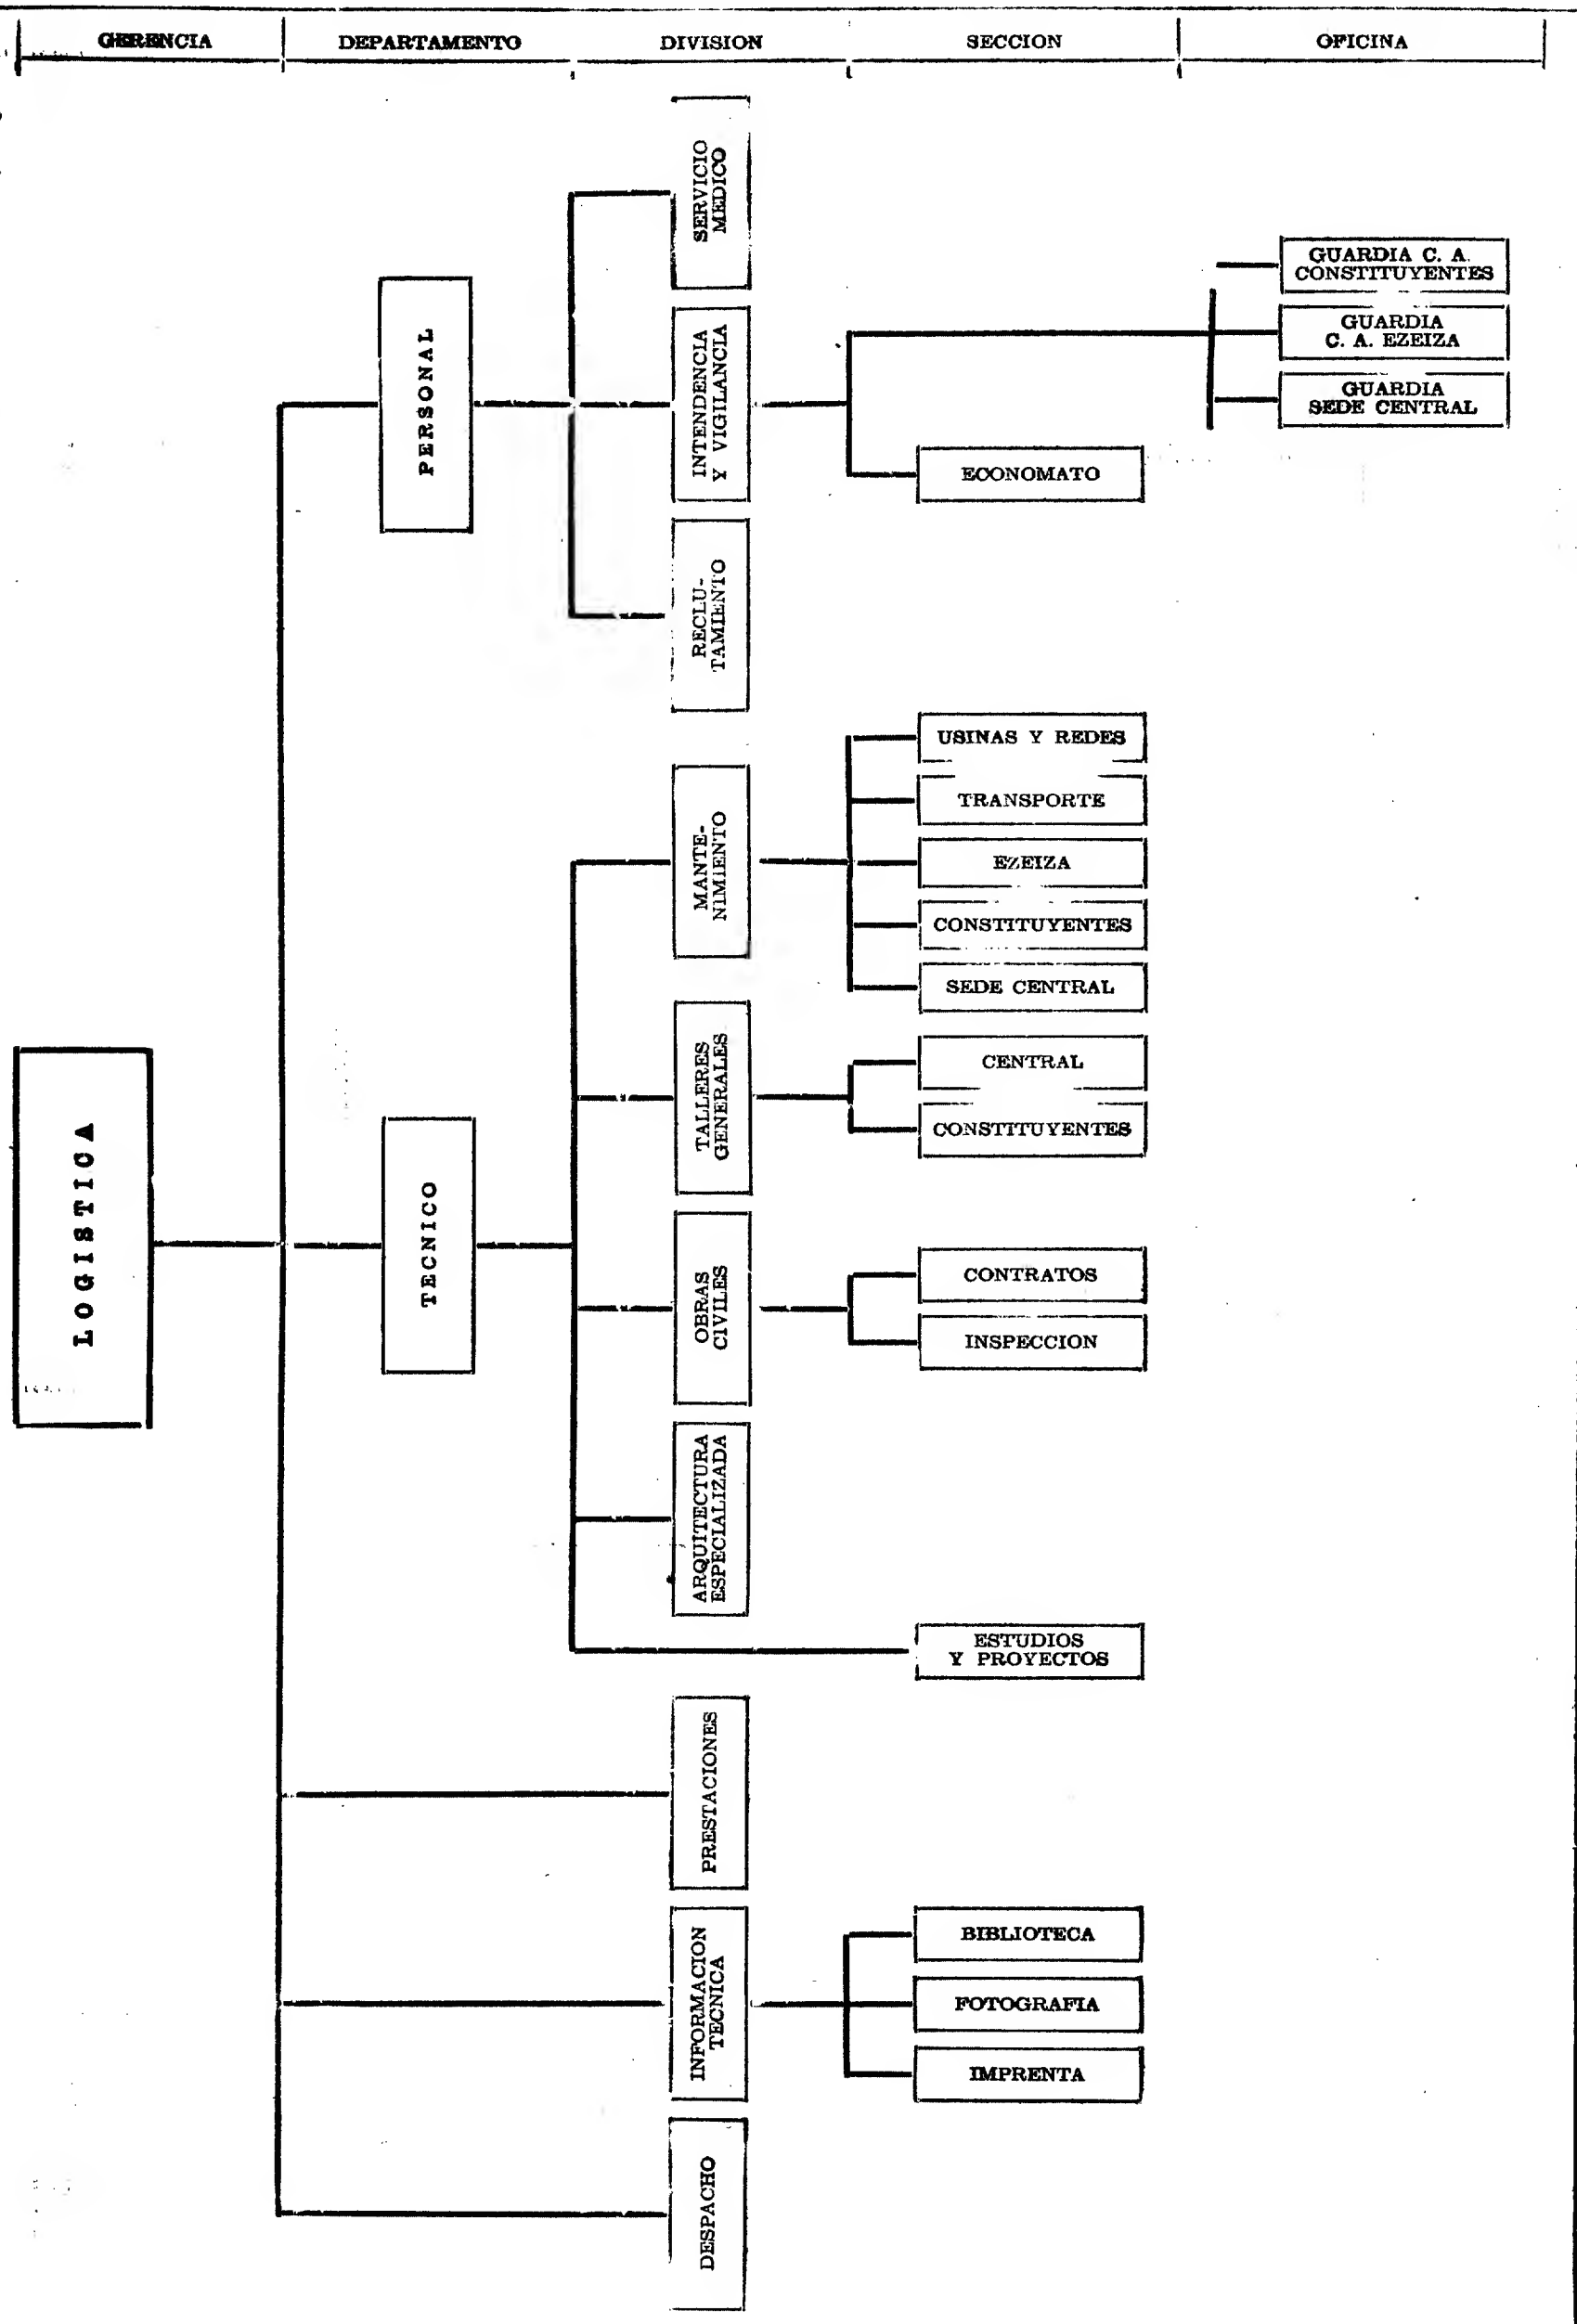 GERENCIA
DEPARTAMENTO
DIVISION
SECCION
OFICINA
SERVICIO
MEDICO
GUARDIA C. A.
CONSTITUYENTES
PERSONAL
INTENDENCIA
Y VIGILANCIA
GUARDIA
C. A. EZEIZA
GUARDIA
SEDE CENTRAL
ECONOMATO
RECLU-
TAMIENTO
USINAS Y REDES
MANTE-
NIMIENTO
TRANSPORTE
EZEIZA
CONSTITUYENTES
SEDE CENTRAL
LOGISTICA
TECNICO
TALLERES
GENERALES
CENTRAL
CONSTITUYENTES
OBRAS
CIVILES
CONTRATOS
INSPECCION
ARQUITECTURA
ESPECIALIZADA
ESTUDIOS
Y PROYECTOS
PRESTACIONES
INFORMACION
TECNICA
BIBLIOTECA
FOTOGRAFIA
IMPRENTA
DESPACHO